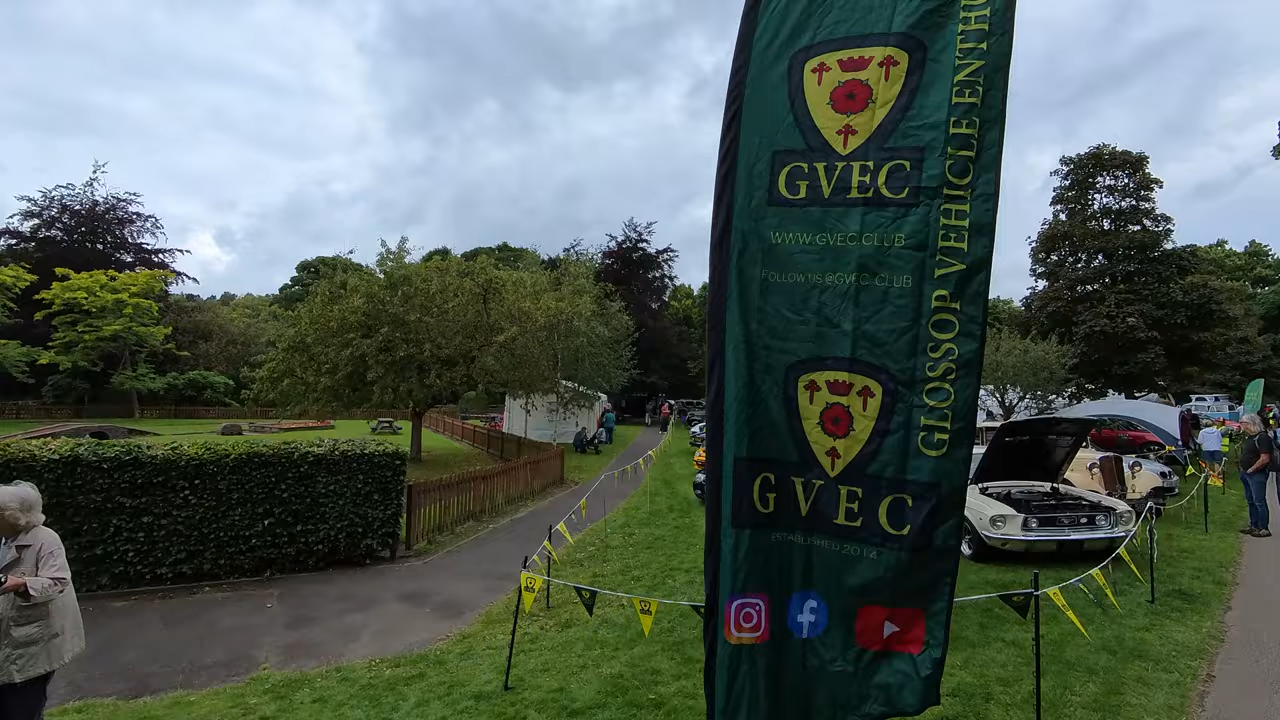 GVEC
WWW.GVEC.CLUB
FOLLOW US @GVEC.CLUB
GLOSSOP VEHICLE ENTHU
GVEC
ESTABLISHED 2014